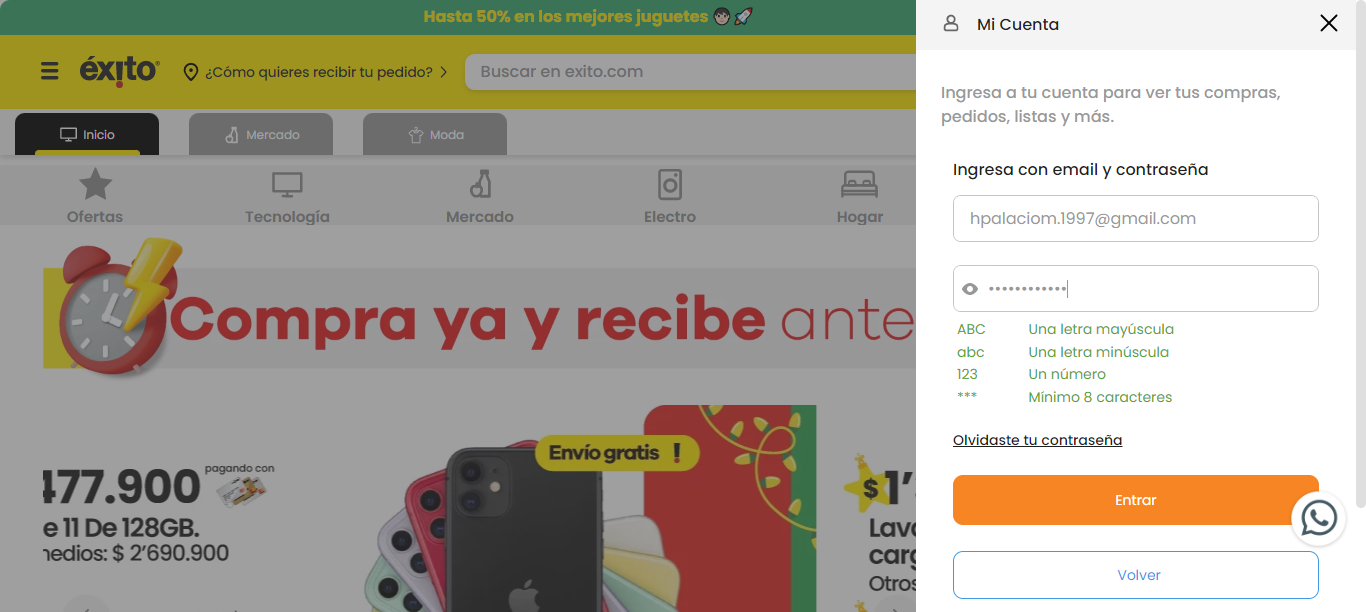 Hasta 50% en los mejores juguetes
Mi Cuenta
éxito
¿Cómo quieres recibir tu pedido?
Buscar en exito.com
Inicio
Mercado
Moda
Ofertas
Tecnología
Mercado
Electro
Hogar
Compra ya y recibe ante
477.900
pagando con
e 11 De 128GB.
medios: $ 2'690.900
Envío gratis !
$ 1'
Lava
carg
Otros
Ingresa a tu cuenta para ver tus compras,
pedidos, listas y más.
Ingresa con email y contraseña
hpalaciom.1997@gmail.com
••••••••••••
ABC Una letra mayúscula
abc Una letra minúscula
123 Un número
*** Mínimo 8 caracteres
Olvidaste tu contraseña
Entrar
Volver